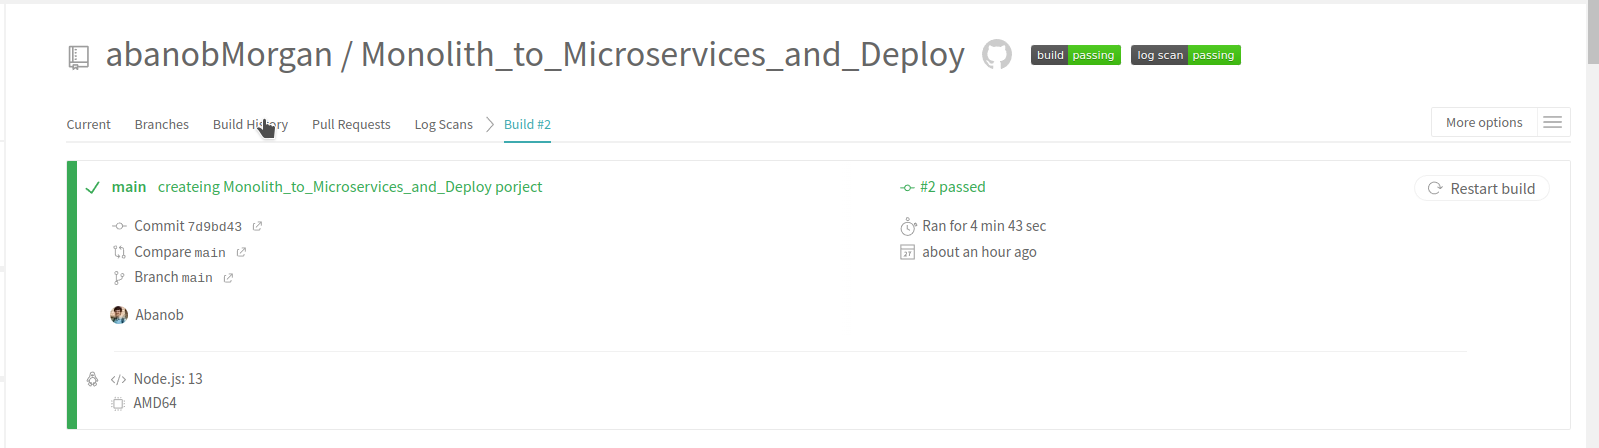 abanobMorgan / Monolith_to_Microservices_and_Deploy build passing log scan passing
Current Branches Build History Pull Requests Log Scans Build #2 More options
main createing Monolith_to_Microservices_and_Deploy porject #2 passed Restart build
Commit 7d9bd43 Ran for 4 min 43 sec
Compare main 27 about an hour ago
Branch main
Abanob
</> Node.js: 13
AMD64